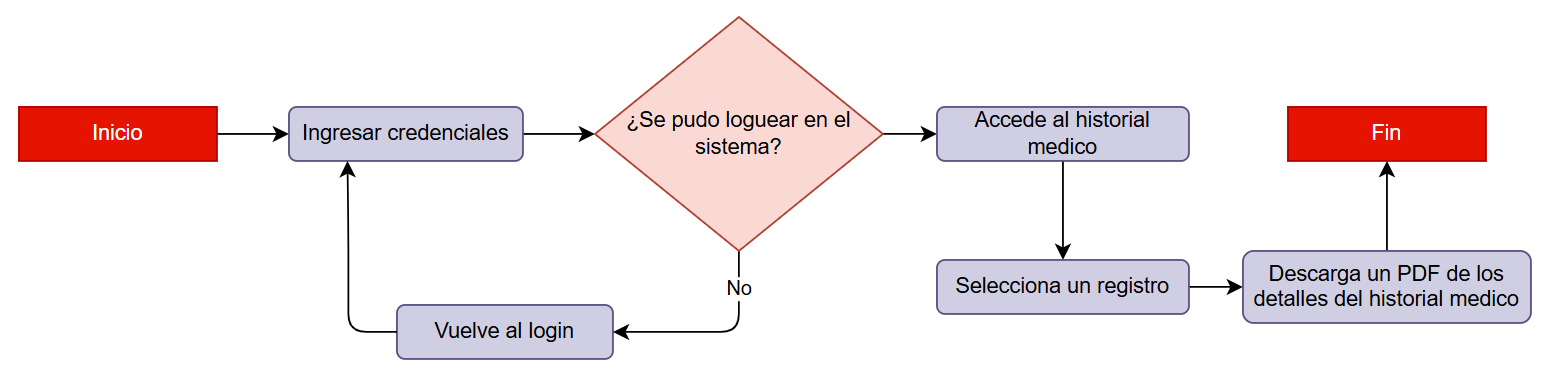 Inicio
Ingresar credenciales
¿Se pudo loguear en el
sistema?
Accede al historial
medico
Fin
No
Vuelve al login
Selecciona un registro
Descarga un PDF de los
detalles del historial medico